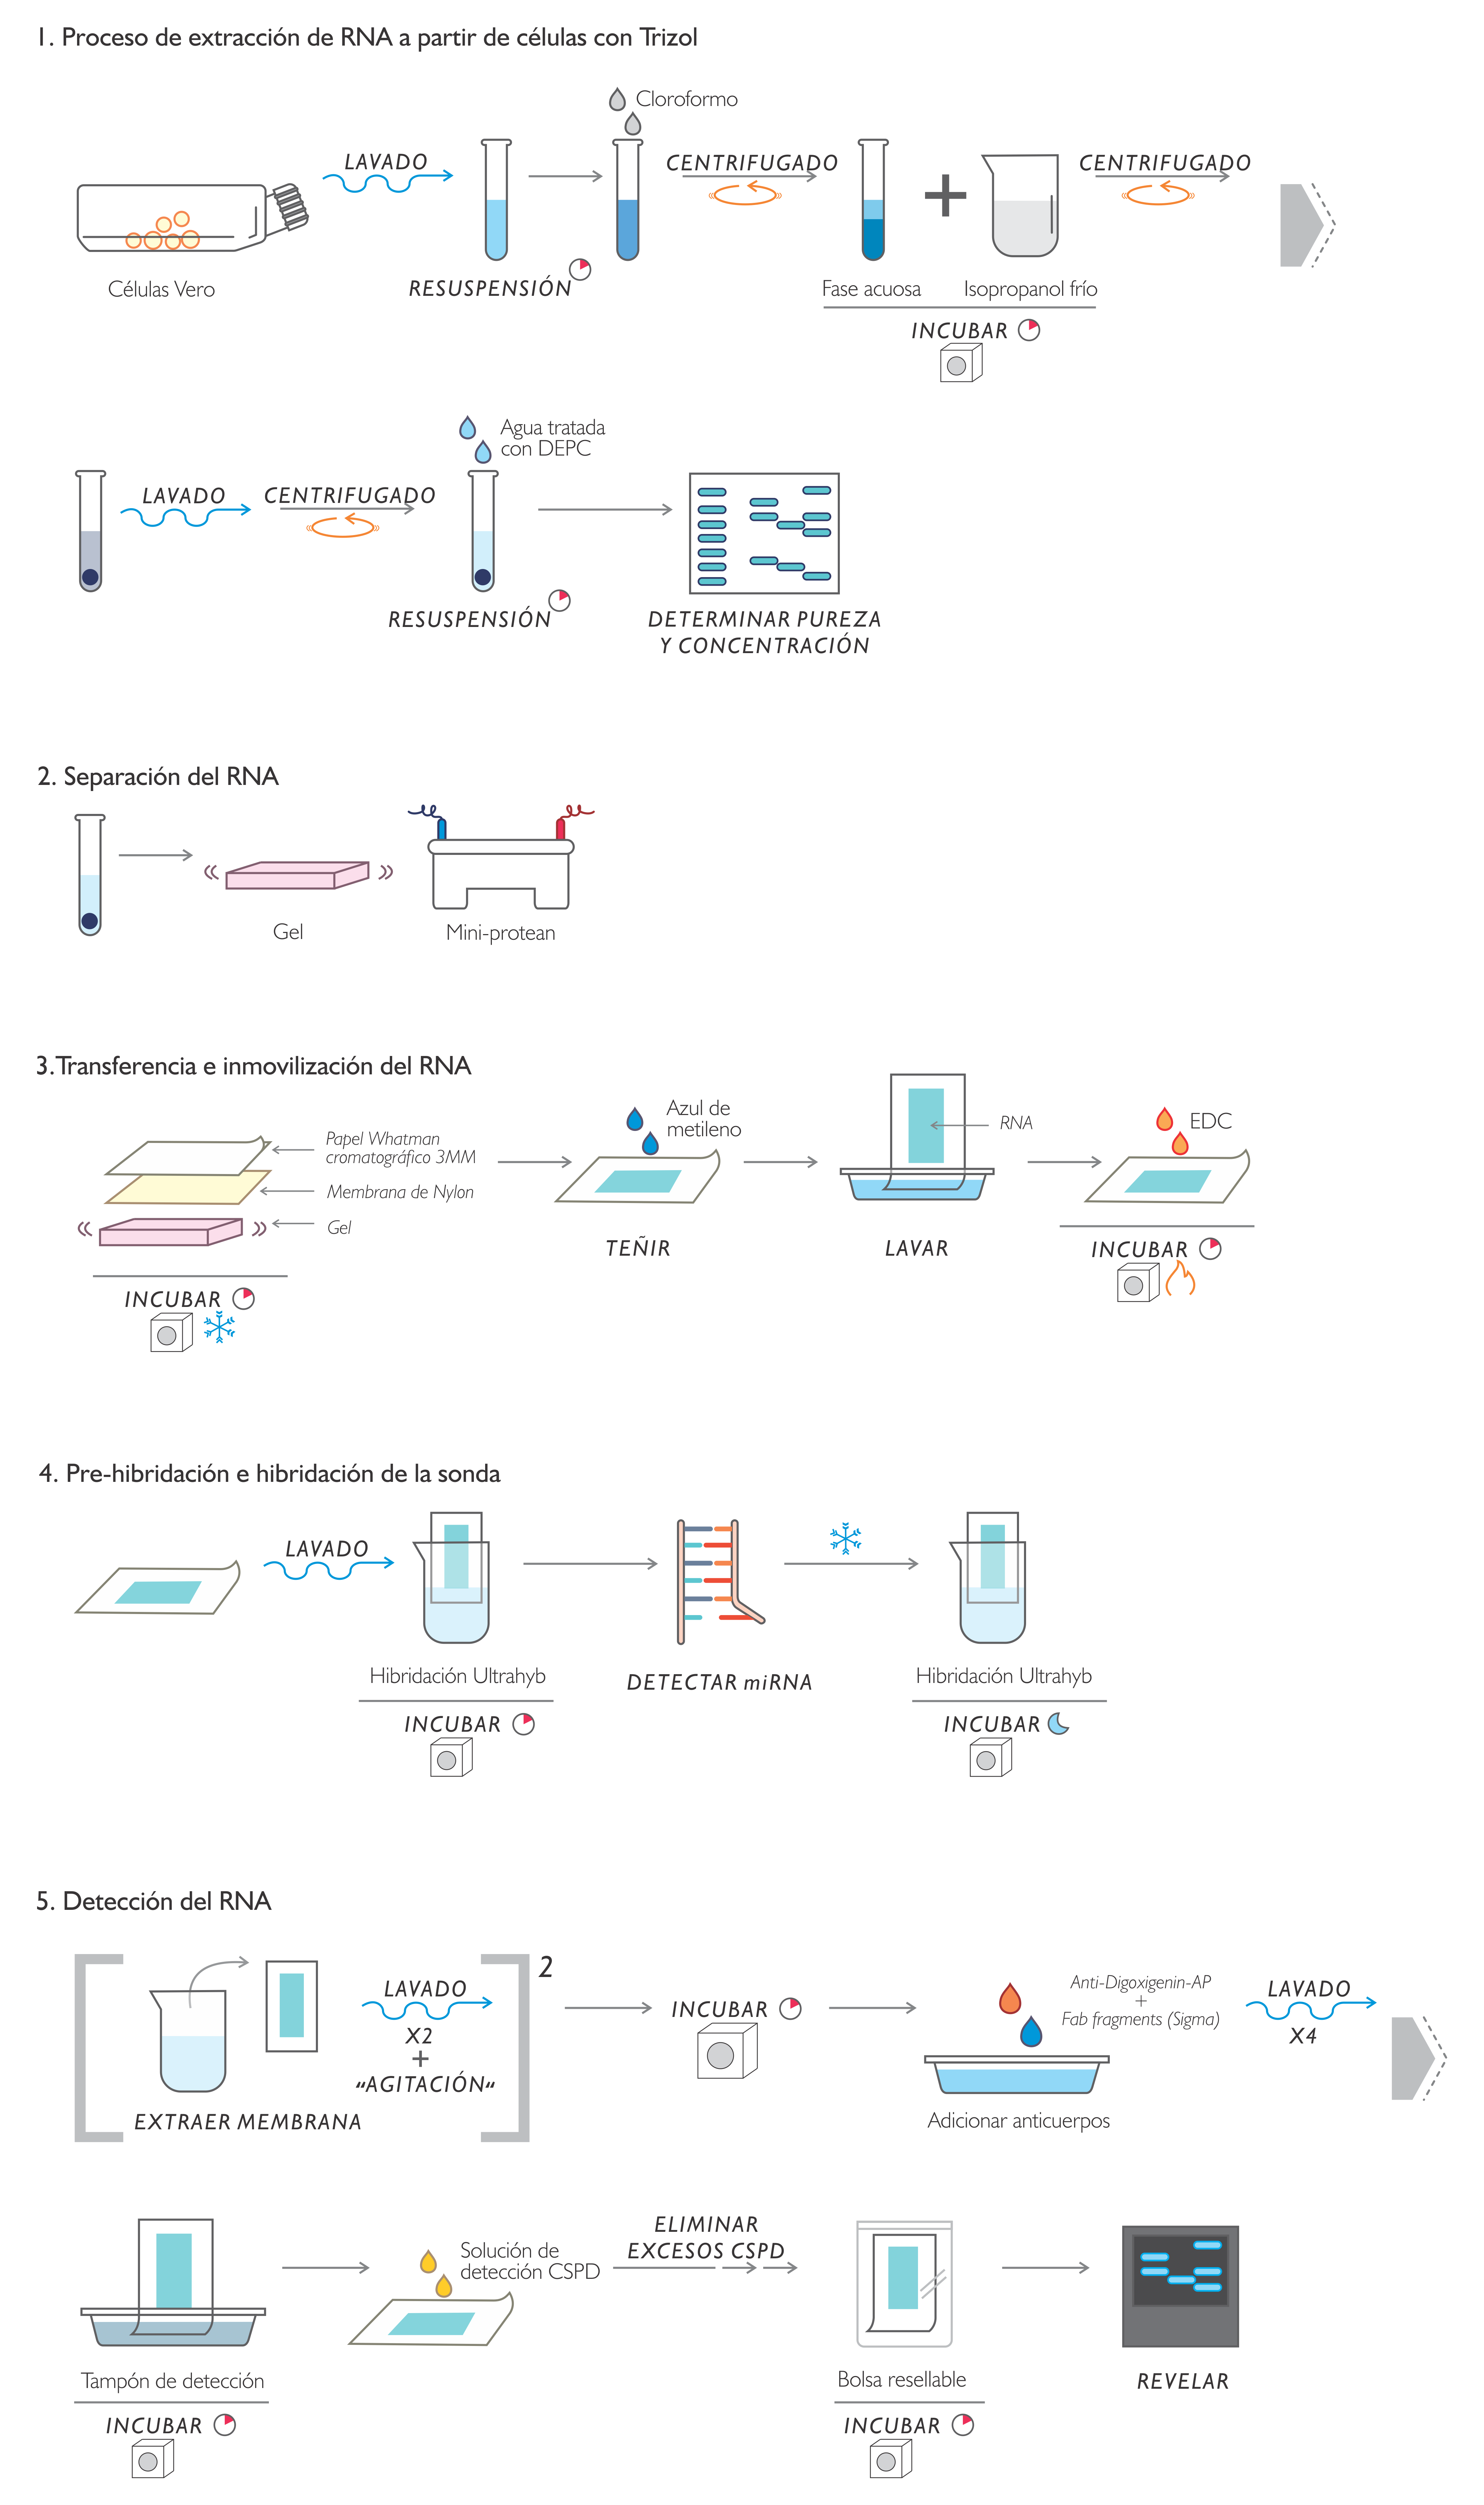 1. Proceso de extracción de RNA a partir de células con Trizol
Cloroformo
LAVADO
CENTRIFUGADO
CENTRIFUGADO
Células Vero
RESUSPENSIÓN
Fase acuosa
Isopropanol frío
INCUBAR
Agua tratada
con DEPC
LAVADO
CENTRIFUGADO
RESUSPENSIÓN
DETERMINAR PUREZA
Y CONCENTRACIÓN
2. Separación del RNA
Gel
Mini-protean
3.Transferencia e inmovilización del RNA
Papel Whatman
cromatográfico 3MM
Membrana de Nylon
Gel
INCUBAR
Azul de
metileno
TEÑIR
RNA
LAVAR
EDC
INCUBAR
4. Pre-hibridación e hibridación de la sonda
LAVADO
Hibridación Ultrahyb
INCUBAR
DETECTAR miRNA
Hibridación Ultrahyb
INCUBAR
5. Detección del RNA
2
LAVADO
X2
+
"AGITACIÓN"
EXTRAER MEMBRANA
INCUBAR
Anti-Digoxigenin-AP
+
Fab fragments (Sigma)
Adicionar anticuerpos
LAVADO
X4
Tampón de detección
INCUBAR
Solución de
detección CSPD
ELIMINAR
EXCESOS CSPD
Bolsa resellable
INCUBAR
REVELAR